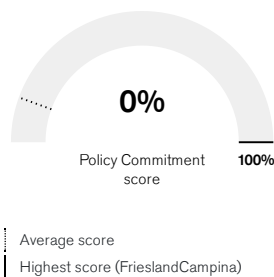 0%
Policy Commitment 100%
score
Average score
Highest score (FrieslandCampina)